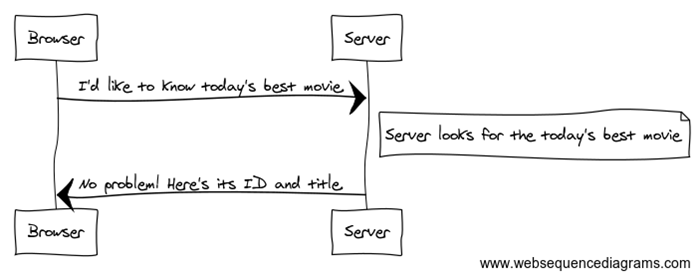 Browser
Server
I'd like to know today's best movie
Server looks for the today's best movie
No problem! Here's its ID and title
Browser
Server
www.websequencediagrams.com